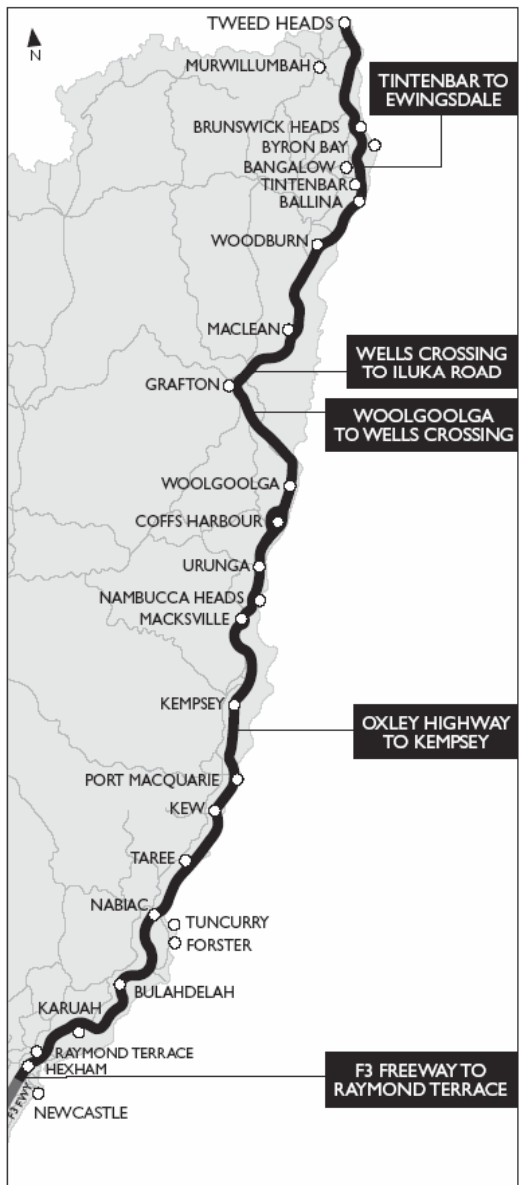 TWEED HEADS
N
MURWILLUMBAH
TINTENBAR TO
EWINGSDALE
BRUNSWICK HEADS
BYRON BAY
BANGALOW
TINTENBAR
BALLINA
WOODBURN
MACLEAN
WELLS CROSSING
TO ILUKA ROAD
GRAFTON
WOOLGOOLGA
TO WELLS CROSSING
WOOLGOOLGA
COFFS HARBOUR
URUNGA
NAMBUCCA HEADS
MACKSVILLE
KEMPSEY
OXLEY HIGHWAY
TO KEMPSEY
PORT MACQUARIE
KEW
TAREE
NABIAC
TUNCURRY
FORSTER
BULAHDELAH
KARUAH
RAYMOND TERRACE
HEXHAM
F3 FREEWAY TO
RAYMOND TERRACE
F3 FWY
NEWCASTLE